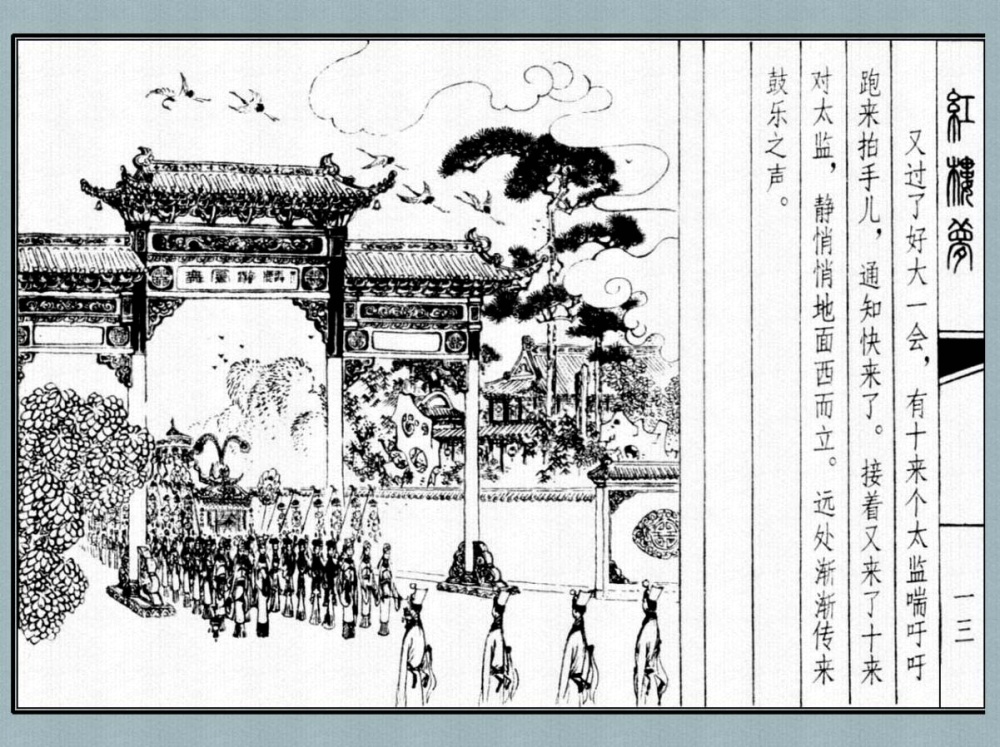 紅樓夢
一三
又过了好大一会，有十来个太监喘吁吁
跑来拍手儿，通知快来了。接着又来了十来
对太监，静悄悄地面西而立。远处渐渐传来
鼓乐之声。